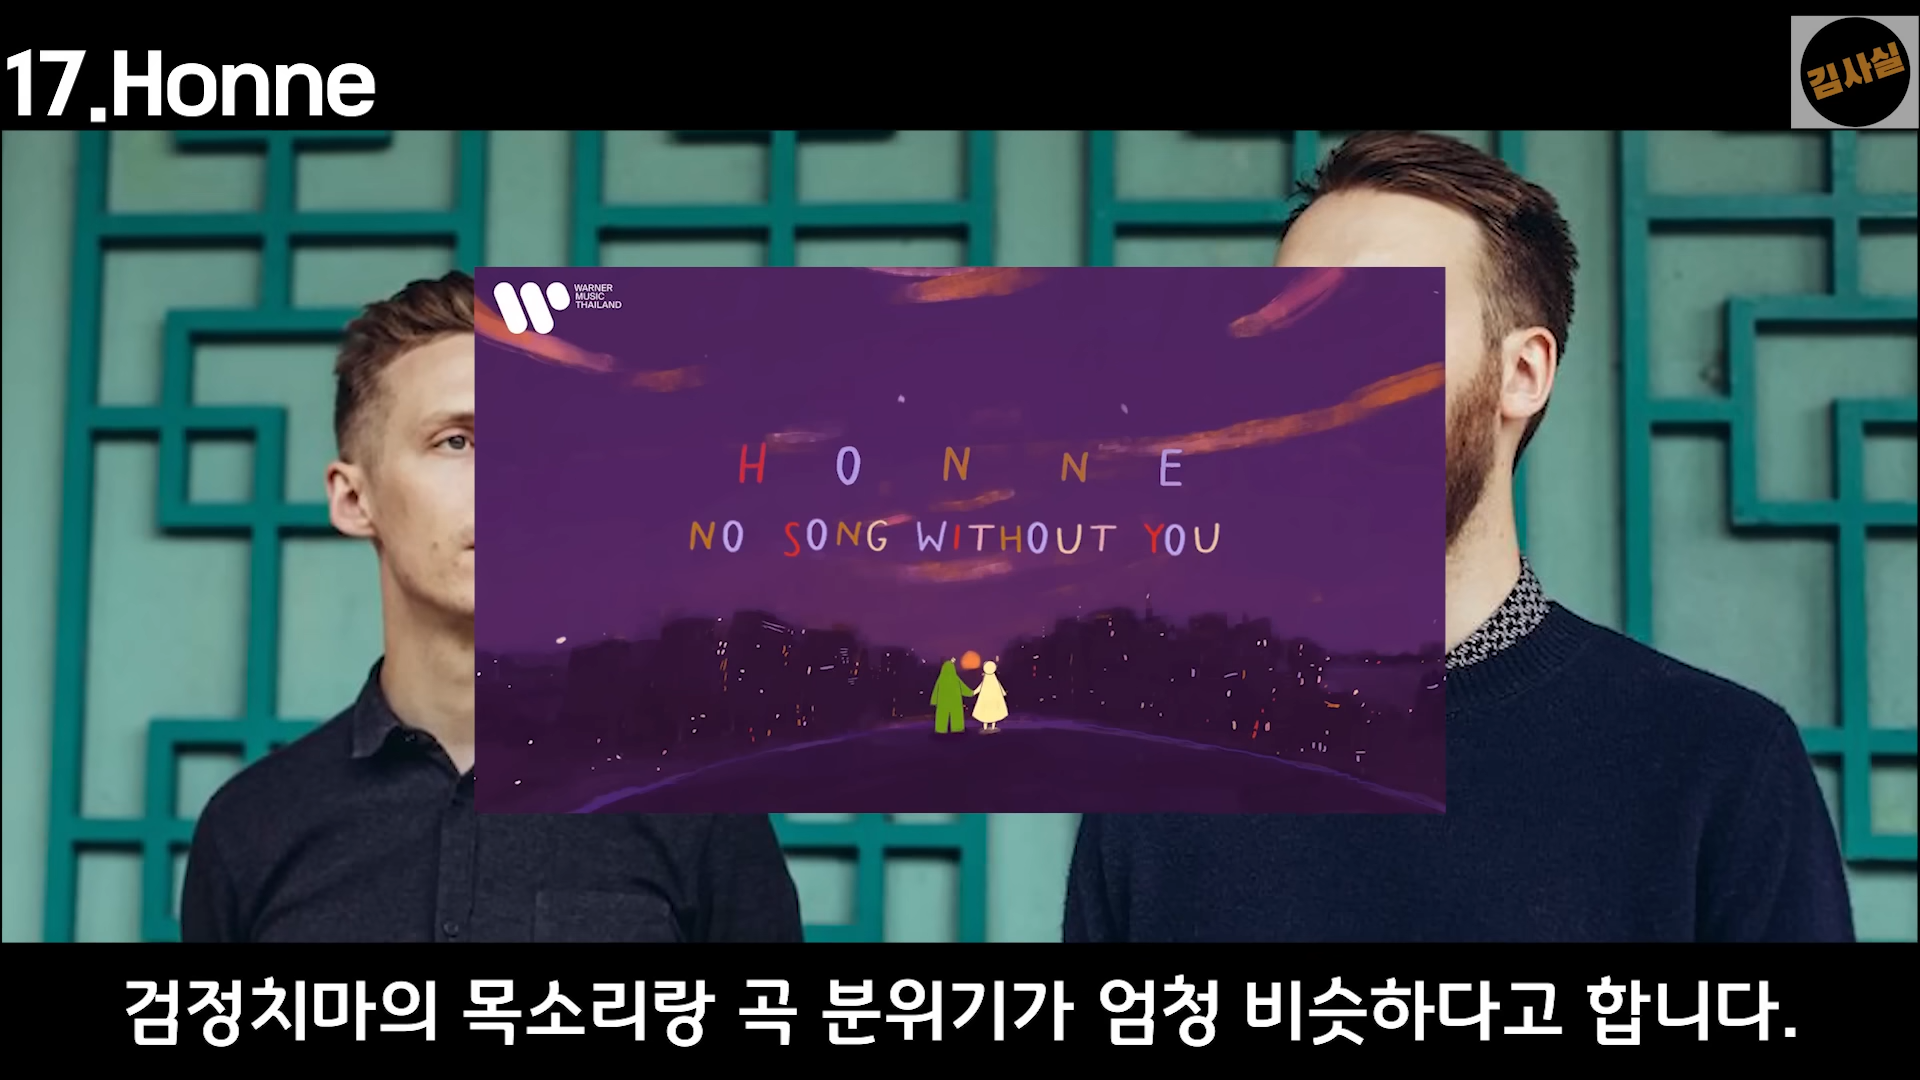 17.Honne
김사실
WARNER
MUSIC
THAILAND
HONNE
NO SONG WITHOUT YOU
검정치마의 목소리랑 곡 분위기가 엄청 비슷하다고 합니다.